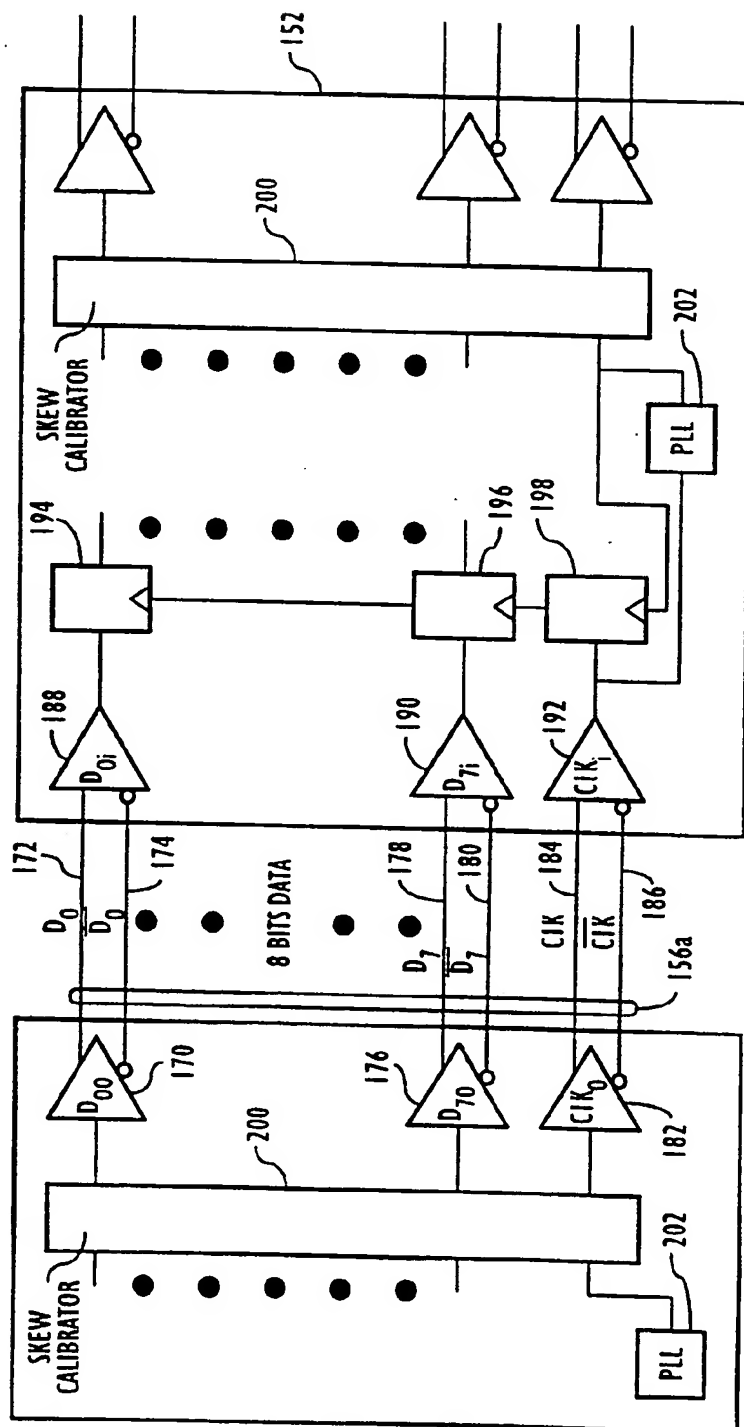 SKEW
CALIBRATOR
200
D00
170
172
D0
D̅0
174
8 BITS DATA
D0i
188
194
SKEW
CALIBRATOR
200
152
D70
176
178
D7
D̅7
180
D7i
190
196
ClK0
182
184
ClK
C̅l̅K̅
186
156a
ClKi
192
198
PLL
202
PLL
202